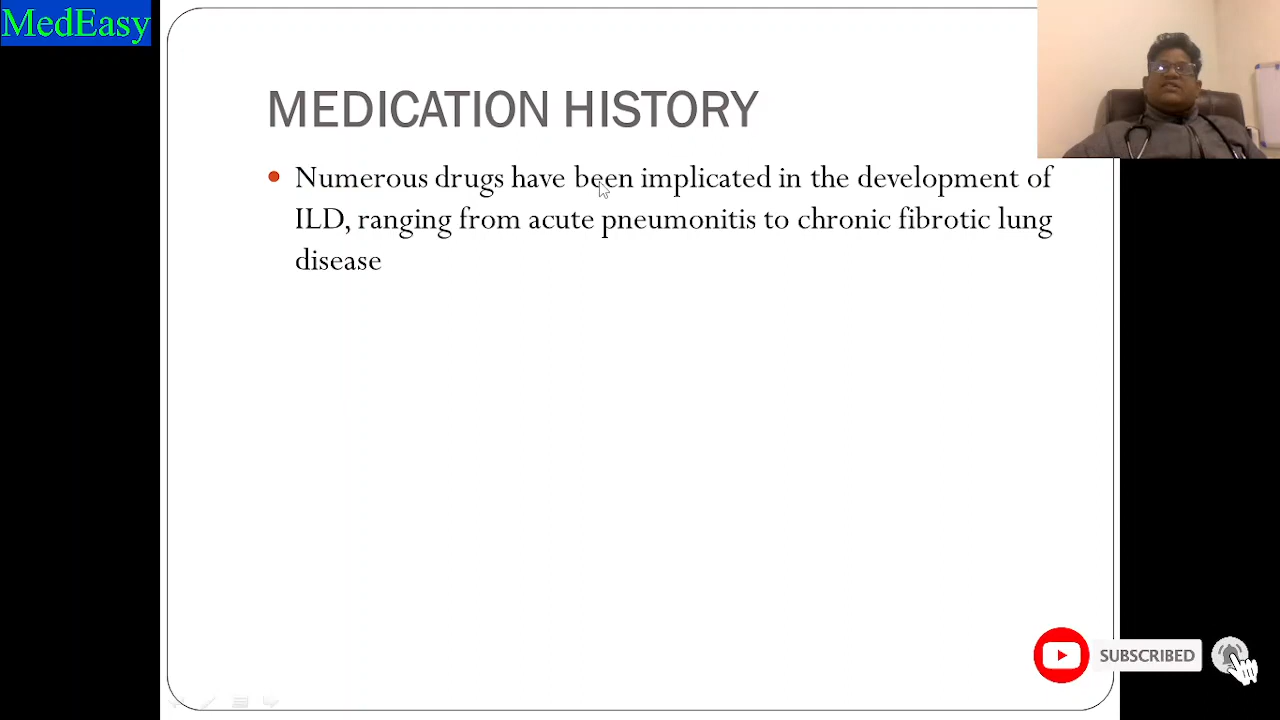 MedEasy
MEDICATION HISTORY
Numerous drugs have been implicated in the development of
ILD, ranging from acute pneumonitis to chronic fibrotic lung
disease
SUBSCRIBED